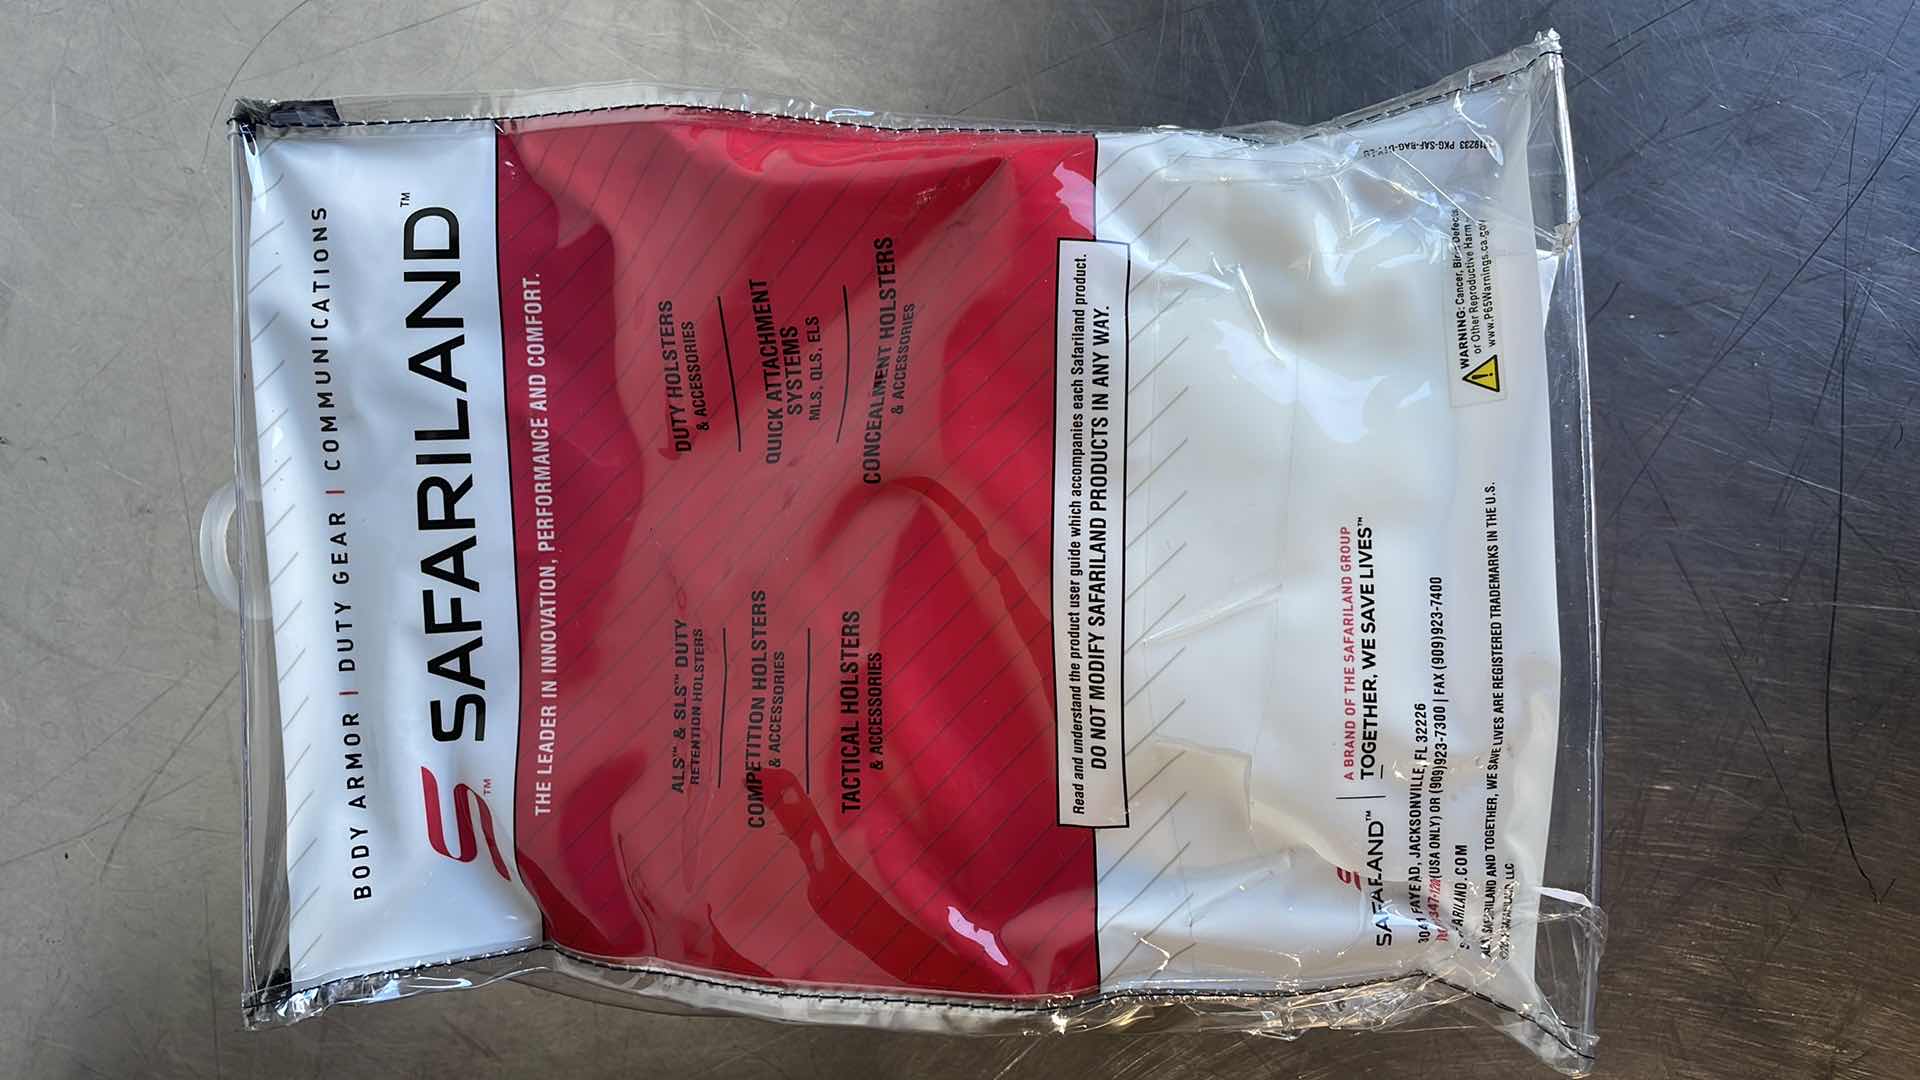 BODY ARMOR | DUTY GEAR | COMMUNICATIONS
SAFARILAND™
THE LEADER IN INNOVATION, PERFORMANCE AND COMFORT.
ALS™ & SLS™ DUTY
RETENTION HOLSTERS
COMPETITION HOLSTERS
& ACCESSORIES
TACTICAL HOLSTERS
& ACCESSORIES
DUTY HOLSTERS
& ACCESSORIES
QUICK ATTACHMENT
SYSTEMS
MLS, QLS, ELS
CONCEALMENT HOLSTERS
& ACCESSORIES
Read and understand the product user guide which accompanies each Safariland product.
DO NOT MODIFY SAFARILAND PRODUCTS IN ANY WAY.
SAFARILAND™
A BRAND OF THE SAFARILAND GROUP
TOGETHER, WE SAVE LIVES™
JACKSONVILLE, FL 32226
(USA ONLY) OR (909)923-7300 | FAX (909)923-7400
SAFARILAND.COM
SAFARILAND AND TOGETHER, WE SAVE LIVES ARE REGISTERED TRADEMARKS IN THE U.S.
WARNING: Cancer, Birth Defects
or Other Reproductive Harm -
www.P65Warnings.ca.gov